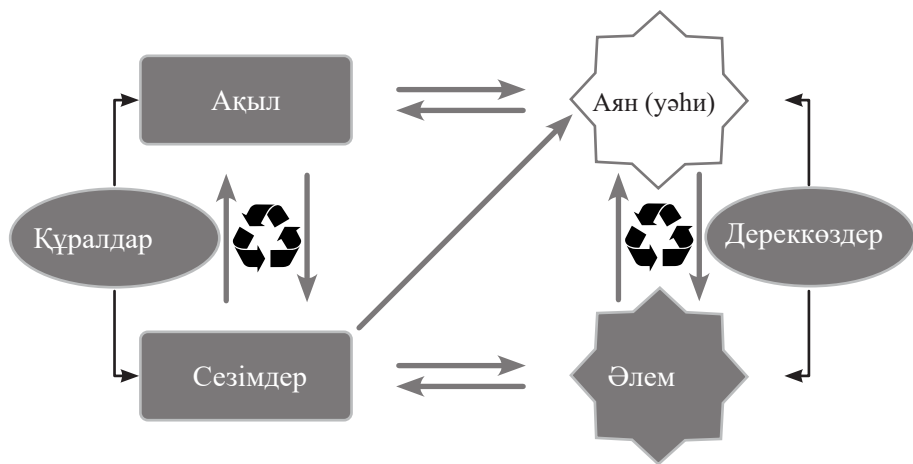 Ақыл
Аян (уәһи)
Құралдар
Дереккөздер
Сезімдер
Әлем